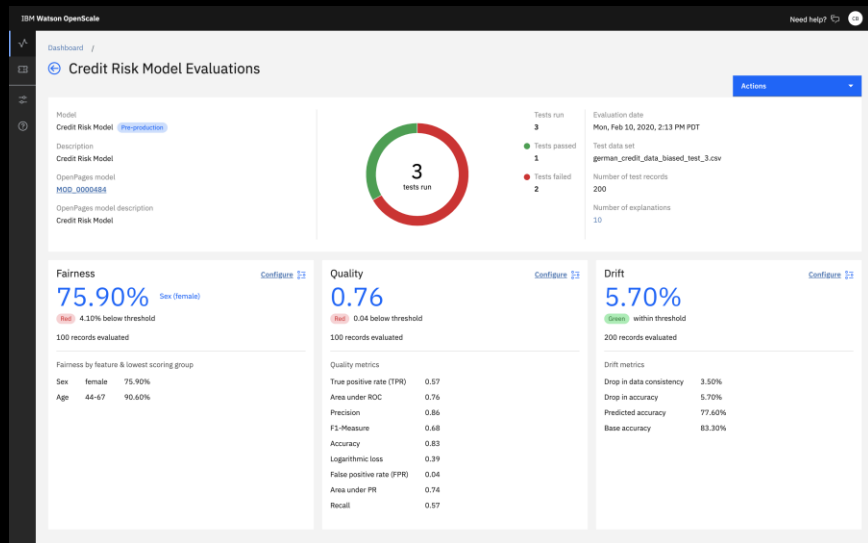 IBM Watson OpenScale
Need help?
CB
Dashboard /
Credit Risk Model Evaluations
Actions
Model
Credit Risk Model Pre-production
Description
Credit Risk Model
OpenPages model
MOD_0000484
OpenPages model description
Credit Risk Model
3
tests run
Tests run
3
Tests passed
1
Tests failed
2
Evaluation date
Mon, Feb 10, 2020, 2:13 PM PDT
Test data set
german_credit_data_biased_test_3.csv
Number of test records
200
Number of explanations
10
Fairness Configure
75.90% Sex (female)
Red 4.10% below threshold
100 records evaluated
Fairness by feature & lowest scoring group
Sex female 75.90%
Age 44-67 90.60%
Quality Configure
0.76
Red 0.04 below threshold
100 records evaluated
Quality metrics
True positive rate (TPR) 0.57
Area under ROC 0.76
Precision 0.86
F1-Measure 0.68
Accuracy 0.83
Logarithmic loss 0.39
False positive rate (FPR) 0.04
Area under PR 0.74
Recall 0.57
Drift Configure
5.70%
Green within threshold
200 records evaluated
Drift metrics
Drop in data consistency 3.50%
Drop in accuracy 5.70%
Predicted accuracy 77.60%
Base accuracy 83.30%